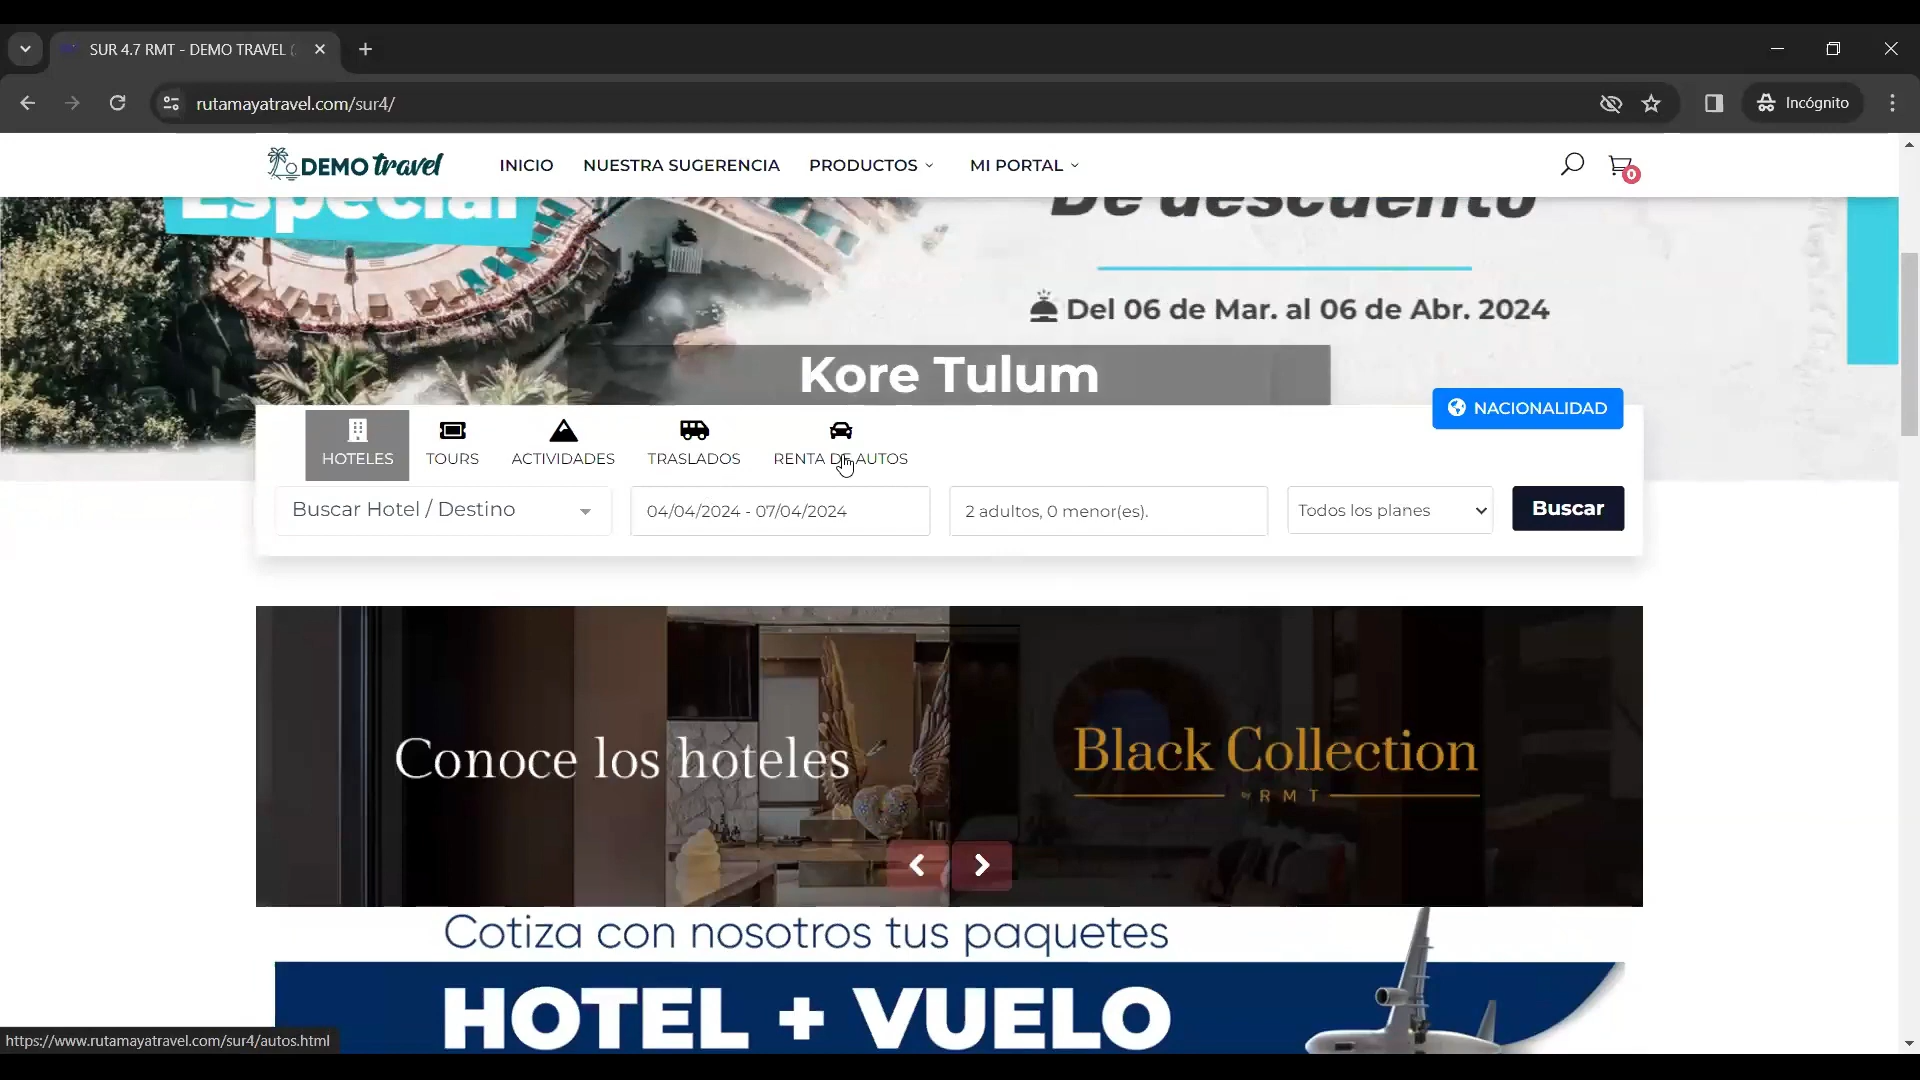 SUR 4.7 RMT - DEMO TRAVEL (
rutamayatravel.com/sur4/
Incógnito
DEMO travel
INICIO
NUESTRA SUGERENCIA
PRODUCTOS
MI PORTAL
0
Especial
De descuento
Del 06 de Mar. al 06 de Abr. 2024
Kore Tulum
NACIONALIDAD
HOTELES
TOURS
ACTIVIDADES
TRASLADOS
RENTA DE AUTOS
Buscar Hotel / Destino
04/04/2024 - 07/04/2024
2 adultos, 0 menor(es).
Todos los planes
Buscar
Conoce los hoteles
Black Collection
by RMT
Cotiza con nosotros tus paquetes
HOTEL + VUELO
https://www.rutamayatravel.com/sur4/autos.html